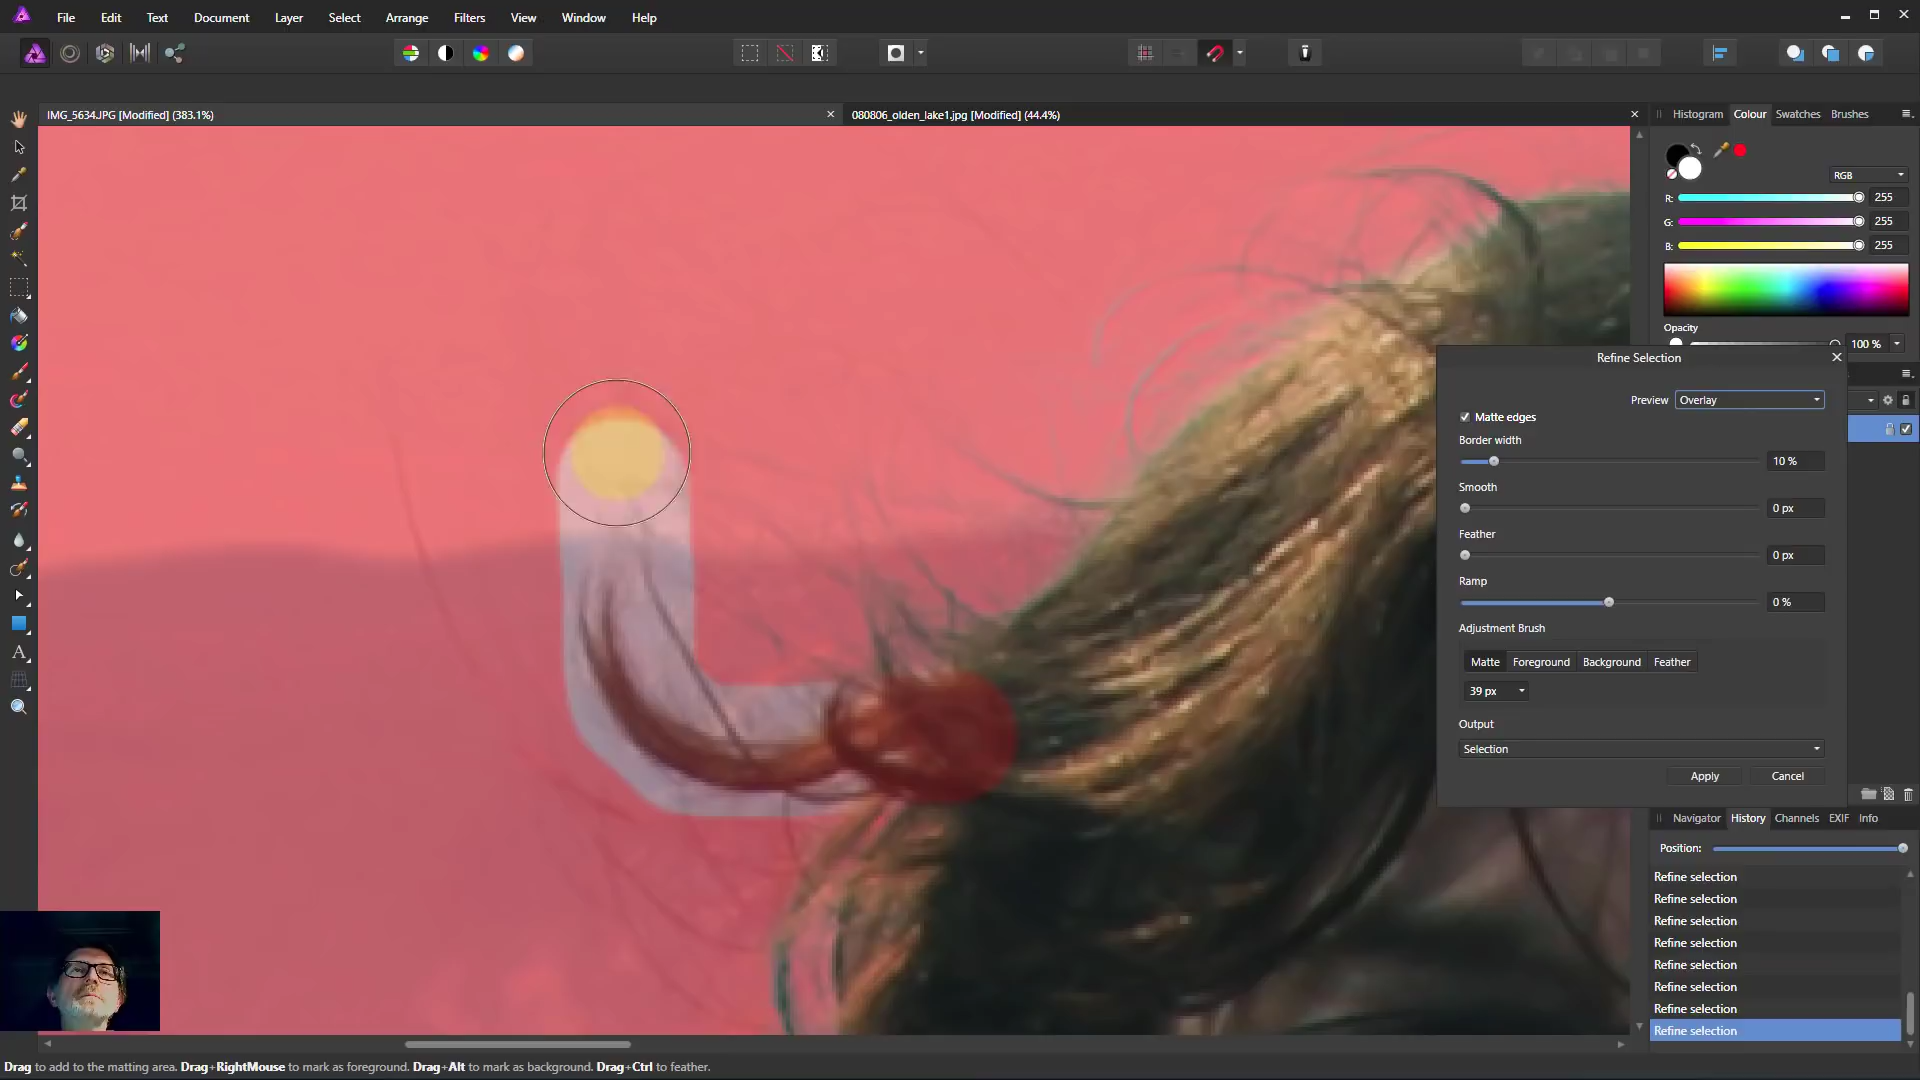 File Edit Text Document Layer Select Arrange Filters View Window Help
IMG_5634.JPG [Modified] (383.1%)
080806_olden_lake1.jpg [Modified] (44.4%)
Histogram Colour Swatches Brushes
RGB
R: 255
G: 255
B: 255
Opacity
100 %
Refine Selection
Preview Overlay
Matte edges
Border width
10 %
Smooth
0 px
Feather
0 px
Ramp
0 %
Adjustment Brush
Matte Foreground Background Feather
39 px
Output
Selection
Apply Cancel
Navigator History Channels EXIF Info
Position:
Refine selection
Refine selection
Refine selection
Refine selection
Refine selection
Refine selection
Refine selection
Refine selection
Drag to add to the matting area. Drag+RightMouse to mark as foreground. Drag+Alt to mark as background. Drag+Ctrl to feather.